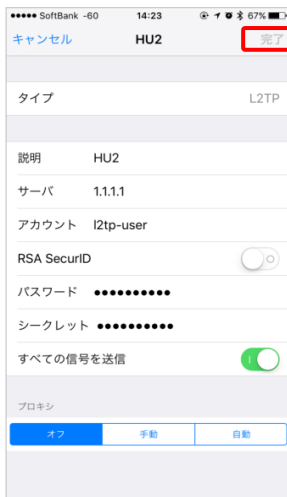 ●●●●● SoftBank -60 14:23 67%
キャンセル HU2 完了
タイプ L2TP
説明 HU2
サーバ 1.1.1.1
アカウント l2tp-user
RSA SecurID
パスワード ●●●●●●●●●●
シークレット ●●●●●●●●●●
すべての信号を送信
プロキシ
オフ 手動 自動